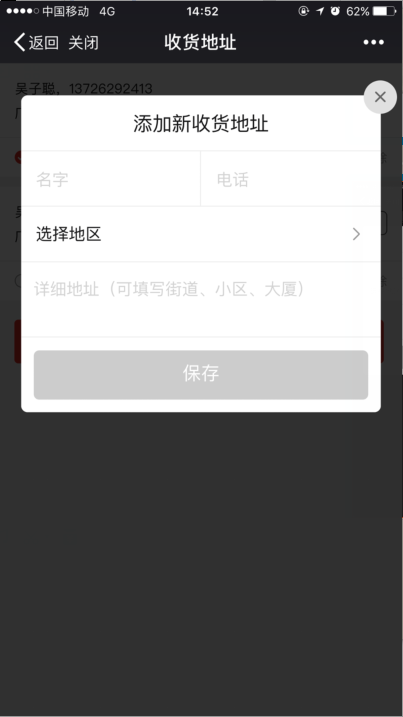 中国移动 4G 14:52 62%
返回 关闭 收货地址
吴子聪，13726292413
添加新收货地址
名字 电话
选择地区
详细地址（可填写街道、小区、大厦）
保存